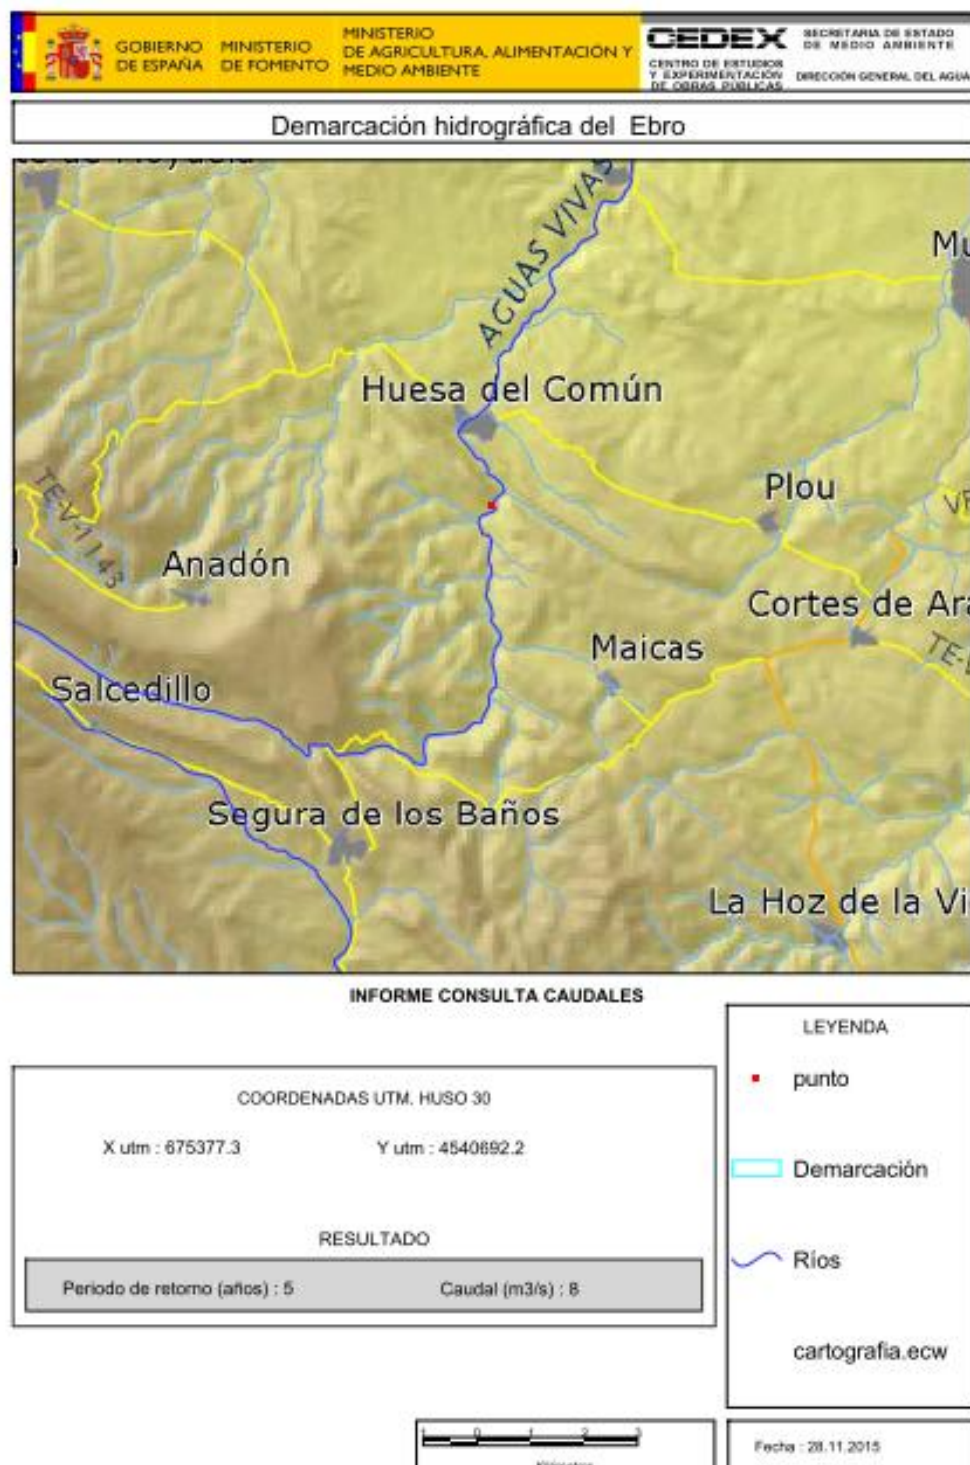 GOBIERNO DE ESPAÑA
MINISTERIO DE FOMENTO
MINISTERIO
DE AGRICULTURA, ALIMENTACIÓN Y
MEDIO AMBIENTE
CEDEX
CENTRO DE ESTUDIOS
Y EXPERIMENTACIÓN
DE OBRAS PÚBLICAS
SECRETARIA DE ESTADO
DE MEDIO AMBIENTE
DIRECCIÓN GENERAL DEL AGUA
Demarcación hidrográfica del Ebro
AGUAS VIVAS
Mu
Huesa del Común
Plou
TE-V-1143
Anadón
Cortes de Ara
Maicas
Salcedillo
Segura de los Baños
La Hoz de la Vi
INFORME CONSULTA CAUDALES
LEYENDA
punto
Demarcación
Ríos
cartografia.ecw
COORDENADAS UTM. HUSO 30
X utm : 675377.3
Y utm : 4540692.2
RESULTADO
Periodo de retorno (años) : 5
Caudal (m3/s) : 8
Fecha : 28.11.2015